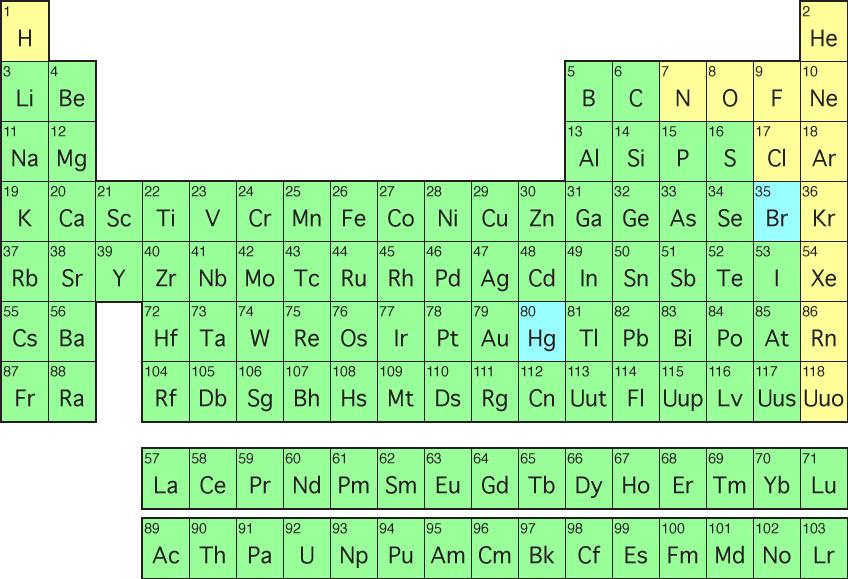 1 2
H He
3 4 5 6 7 8 9 10
Li Be B C N O F Ne
11 12 13 14 15 16 17 18
Na Mg Al Si P S Cl Ar
19 20 21 22 23 24 25 26 27 28 29 30 31 32 33 34 35 36
K Ca Sc Ti V Cr Mn Fe Co Ni Cu Zn Ga Ge As Se Br Kr
37 38 39 40 41 42 43 44 45 46 47 48 49 50 51 52 53 54
Rb Sr Y Zr Nb Mo Tc Ru Rh Pd Ag Cd In Sn Sb Te I Xe
55 56 72 73 74 75 76 77 78 79 80 81 82 83 84 85 86
Cs Ba Hf Ta W Re Os Ir Pt Au Hg Tl Pb Bi Po At Rn
87 88 104 105 106 107 108 109 110 111 112 113 114 115 116 117 118
Fr Ra Rf Db Sg Bh Hs Mt Ds Rg Cn Uut Fl Uup Lv Uus Uuo
57 58 59 60 61 62 63 64 65 66 67 68 69 70 71
La Ce Pr Nd Pm Sm Eu Gd Tb Dy Ho Er Tm Yb Lu
89 90 91 92 93 94 95 96 97 98 99 100 101 102 103
Ac Th Pa U Np Pu Am Cm Bk Cf Es Fm Md No Lr